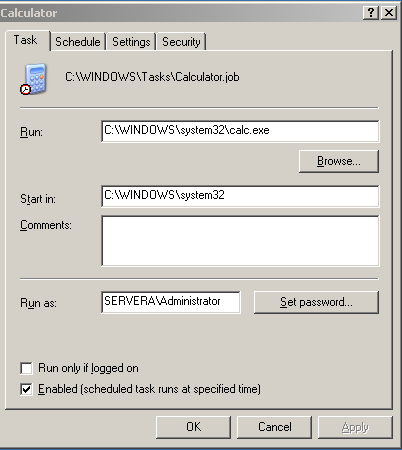 Calculator
Task Schedule Settings Security
C:\WINDOWS\Tasks\Calculator.job
Run: C:\WINDOWS\system32\calc.exe
Browse...
Start in: C:\WINDOWS\system32
Comments:
Run as: SERVERA\Administrator Set password...
Run only if logged on
Enabled (scheduled task runs at specified time)
OK Cancel Apply